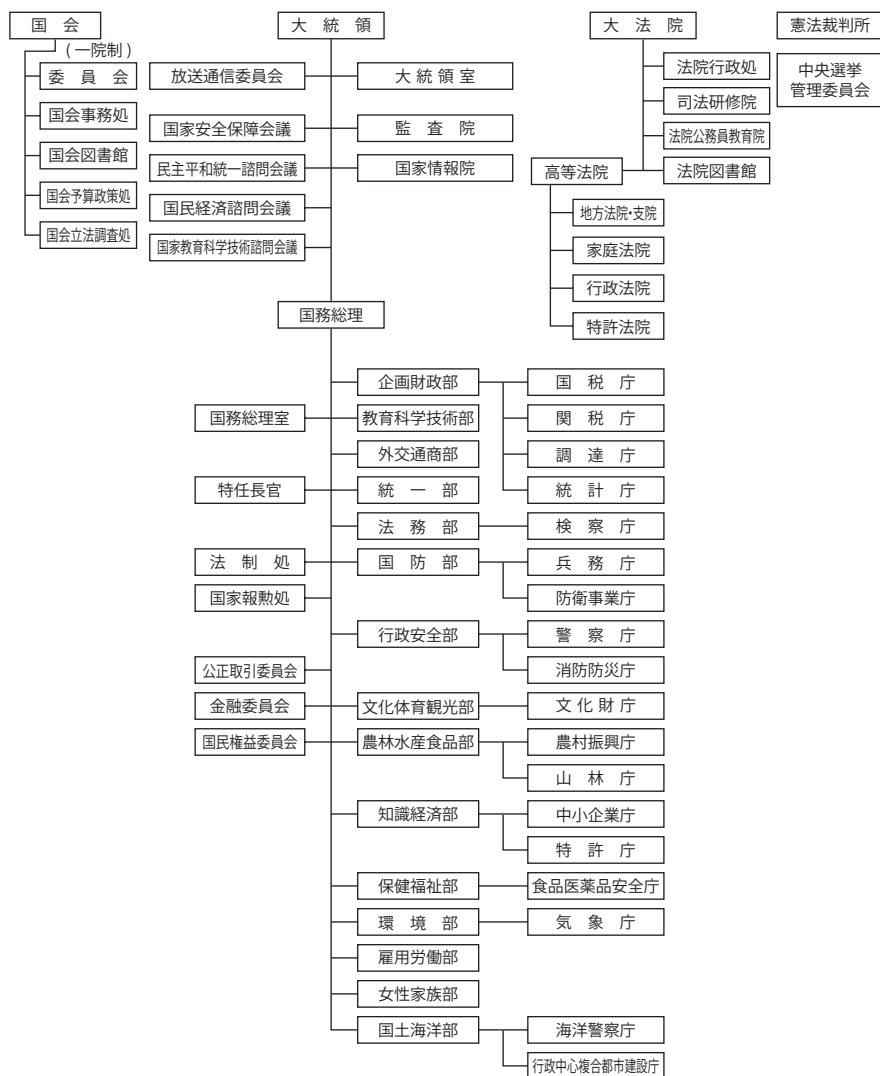 国会
(一院制)
委員会
国会事務処
国会図書館
国会予算政策処
国会立法調査処
大統領
放送通信委員会
大統領室
国家安全保障会議
監査院
民主平和統一諮問会議
国家情報院
国民経済諮問会議
国家教育科学技術諮問会議
大法院
法院行政処
司法研修院
法院公務員教育院
高等法院
法院図書館
地方法院・支院
家庭法院
行政法院
特許法院
憲法裁判所
中央選挙
管理委員会
国務総理
企画財政部
国税庁
国務総理室
教育科学技術部
関税庁
外交通商部
調達庁
特任長官
統一部
統計庁
法務部
検察庁
法制処
国防部
兵務庁
国家報勲処
防衛事業庁
行政安全部
警察庁
公正取引委員会
消防防災庁
金融委員会
文化体育観光部
文化財庁
国民権益委員会
農林水産食品部
農村振興庁
山林庁
知識経済部
中小企業庁
特許庁
保健福祉部
食品医薬品安全庁
環境部
気象庁
雇用労働部
女性家族部
国土海洋部
海洋警察庁
行政中心複合都市建設庁